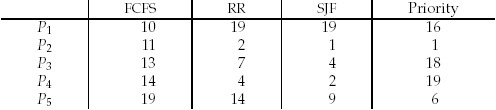 FCFS RR SJF Priority
P1 10 19 19 16
P2 11 2 1 1
P3 13 7 4 18
P4 14 4 2 19
P5 19 14 9 6